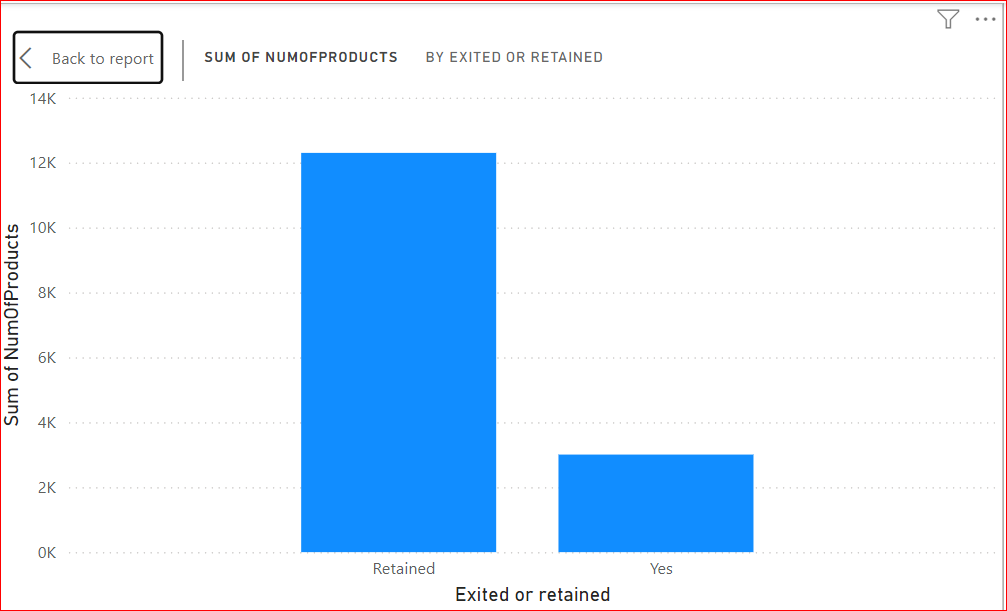 Back to report
SUM OF NUMOFPRODUCTS BY EXITED OR RETAINED
14K
12K
10K
8K
6K
4K
2K
0K
Sum of NumOfProducts
Retained Yes
Exited or retained